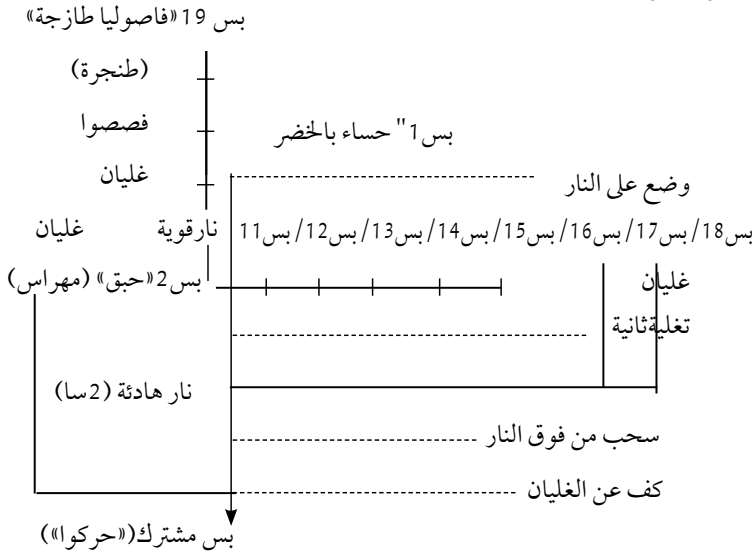 بس 19 «فاصوليا طازجة»
(طنجرة)
فصصوا
بس1" حساء بالخضر
غليان
وضع على النار
بس18/ بس17/ بس16/ بس15/ بس14/ بس13/ بس12/ بس11
نارقوية
غليان
بس2«حبق» (مهراس)
غليان
تغليةثانية
نار هادئة (2سا)
سحب من فوق النار
كف عن الغليان
بس مشترك(«حركوا»)